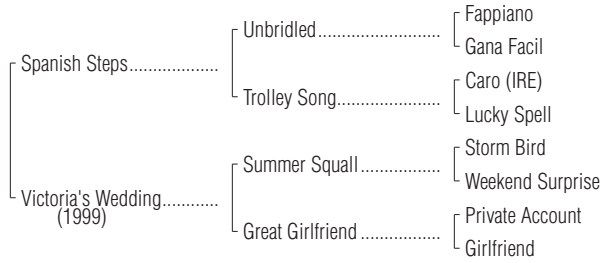 Fappiano
Unbridled..........................
Gana Facil
Spanish Steps...................
Caro (IRE)
Trolley Song......................
Lucky Spell
Storm Bird
Summer Squall .................
Weekend Surprise
Victoria's Wedding............
(1999)
Private Account
Great Girlfriend .................
Girlfriend